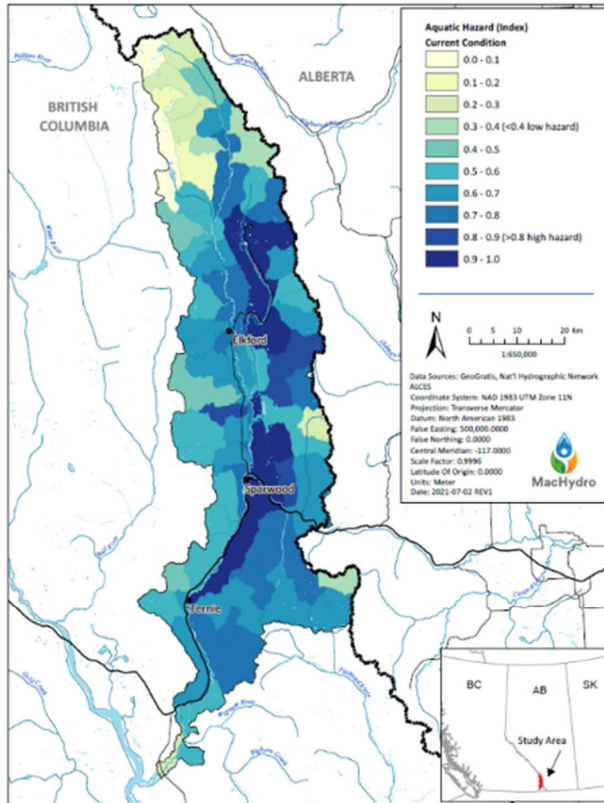 ALBERTA
BRITISH
COLUMBIA
Elkford
Sparwood
Fernie
Aquatic Hazard (Index)
Current Condition
0.0 - 0.1
0.1 - 0.2
0.2 - 0.3
0.3 - 0.4 (<0.4 low hazard)
0.4 - 0.5
0.5 - 0.6
0.6 - 0.7
0.7 - 0.8
0.8 - 0.9 (>0.8 high hazard)
0.9 - 1.0
N
0 5 10 20 Km
1:650,000
Data Sources: GeoGratis, Nat'l Hydrographic Network
ALCES
Coordinate System: NAD 1983 UTM Zone 11N
Projection: Transverse Mercator
Datum: North American 1983
False Easting: 500,000.0000
False Northing: 0.0000
Central Meridian: -117.0000
Scale Factor: 0.9996
Latitude Of Origin: 0.0000
Units: Meter
Date: 2021-07-02 REV1
MacHydro
BC
AB
SK
Study Area